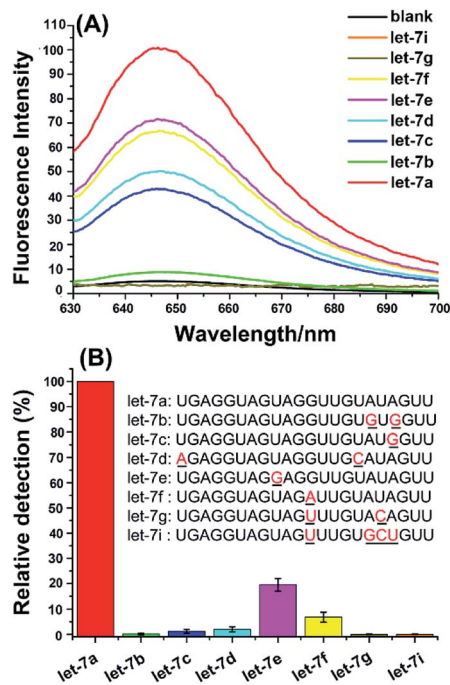 (A)
blank
let-7i
let-7g
let-7f
let-7e
let-7d
let-7c
let-7b
let-7a
Fluorescence Intensity
110
100
90
80
70
60
50
40
30
20
10
0
630 640 650 660 670 680 690 700
Wavelength/nm
(B)
Relative detection (%)
100
90
80
70
60
50
40
30
20
10
0
let-7a: UGAGGUAGUAGGUUGUAUAGUU
let-7b: UGAGGUAGUAGGUUGUGUGGUU
let-7c: UGAGGUAGUAGGUUGUAUGGUU
let-7d: AGAGGUAGUAGGUUGCAUAGUU
let-7e: UGAGGUAGGAGGUUGUAUAGUU
let-7f: UGAGGUAGUAGAUUGUAUAGUU
let-7g: UGAGGUAGUAGUUUGUACAGUU
let-7i : UGAGGUAGUAGUUUGUGCUGUU
let-7a let-7b let-7c let-7d let-7e let-7f let-7g let-7i